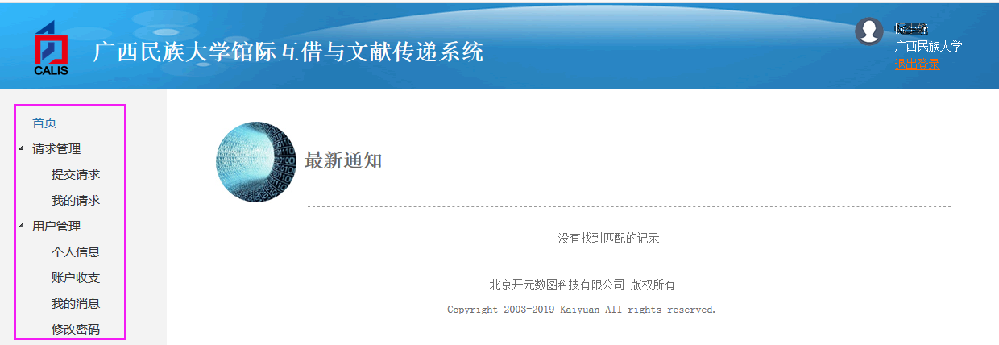 CALIS
广西民族大学馆际互借与文献传递系统
广西民族大学
退出登录
首页
请求管理
提交请求
我的请求
用户管理
个人信息
账户收支
我的消息
修改密码
最新通知
没有找到匹配的记录
北京开元数图科技有限公司 版权所有
Copyright 2003-2019 Kaiyuan All rights reserved.